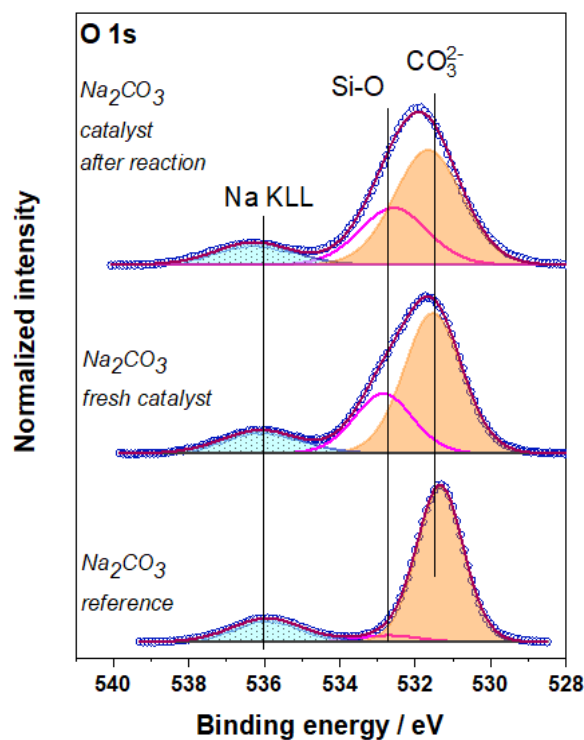 O 1s
Na₂CO₃
catalyst
after reaction
Si-O
CO₃²⁻
Na KLL
Na₂CO₃
fresh catalyst
Na₂CO₃
reference
Normalized intensity
540 538 536 534 532 530 528
Binding energy / eV